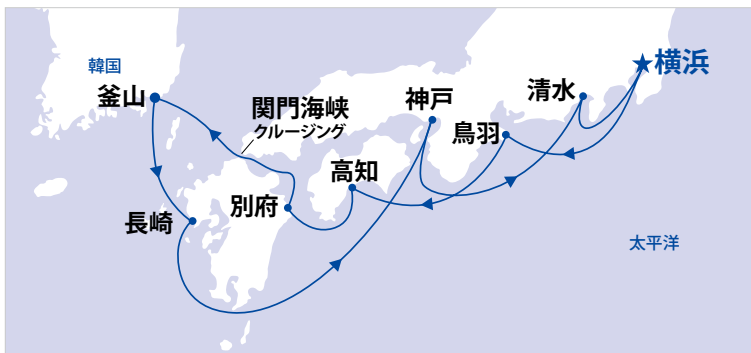 韓国
釜山
関門海峡
クルージング
神戸
清水
★横浜
鳥羽
高知
別府
長崎
太平洋